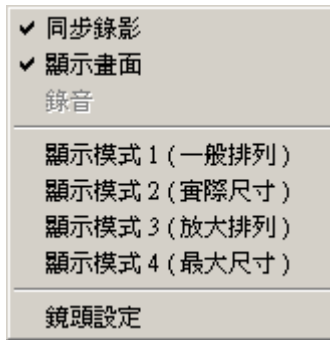 同步錄影
顯示畫面
錄音
顯示模式 1 ( 一般排列 )
顯示模式 2 ( 實際尺寸 )
顯示模式 3 ( 放大排列 )
顯示模式 4 ( 最大尺寸 )
鏡頭設定